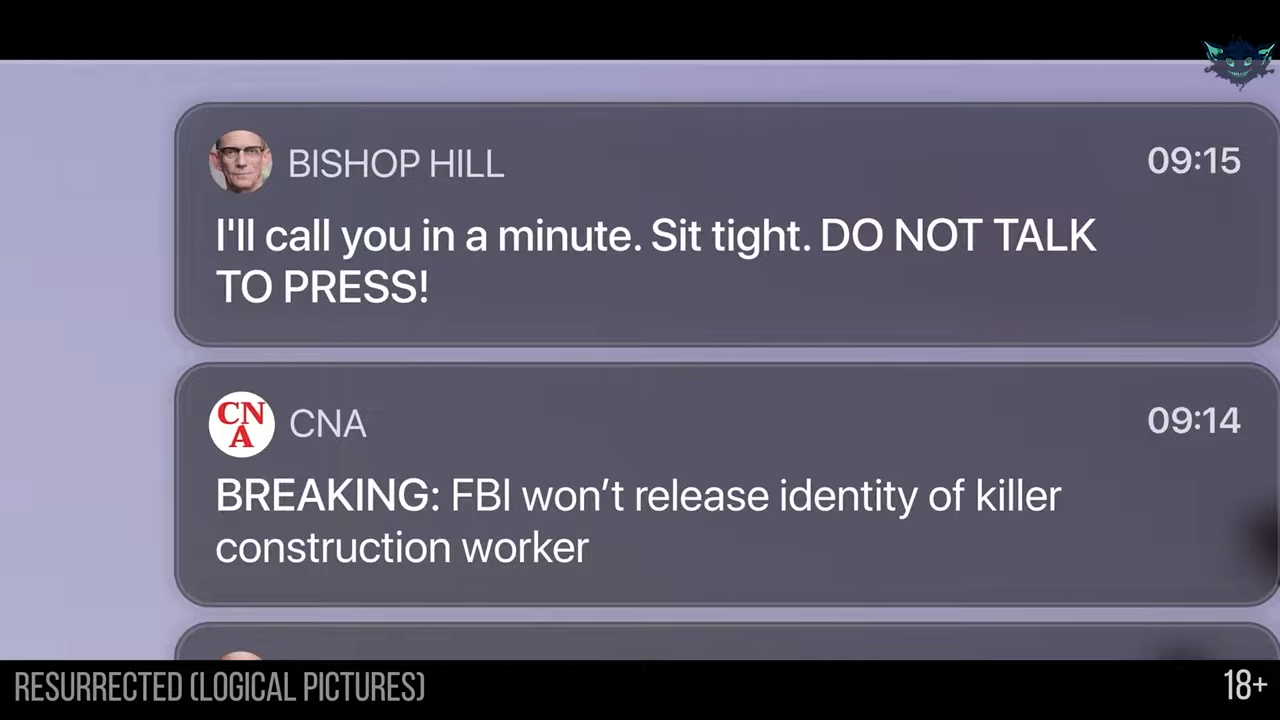 BISHOP HILL
09:15
I'll call you in a minute. Sit tight. DO NOT TALK
TO PRESS!
CN
A
CNA
09:14
BREAKING: FBI won’t release identity of killer
construction worker
RESURRECTED (LOGICAL PICTURES)
18+